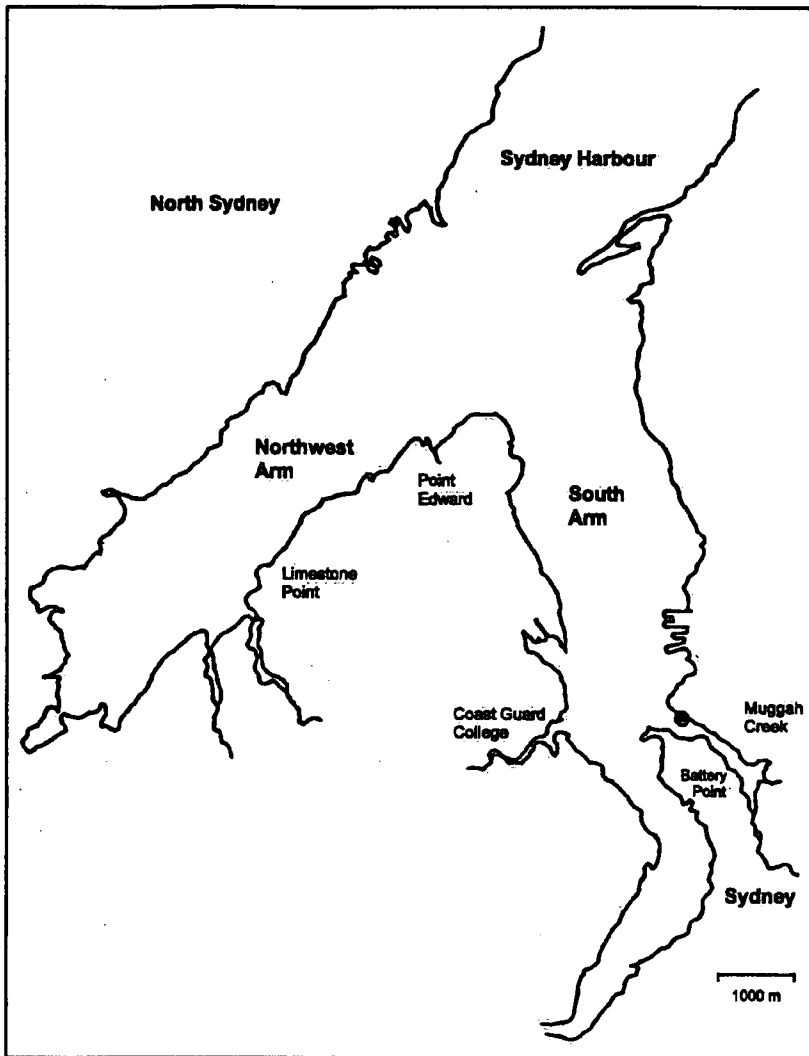 Sydney Harbour
North Sydney
Northwest
Arm
Point
Edward
South
Arm
Limestone
Point
Coast Guard
College
Muggah
Creek
Battery
Point
Sydney
1000 m